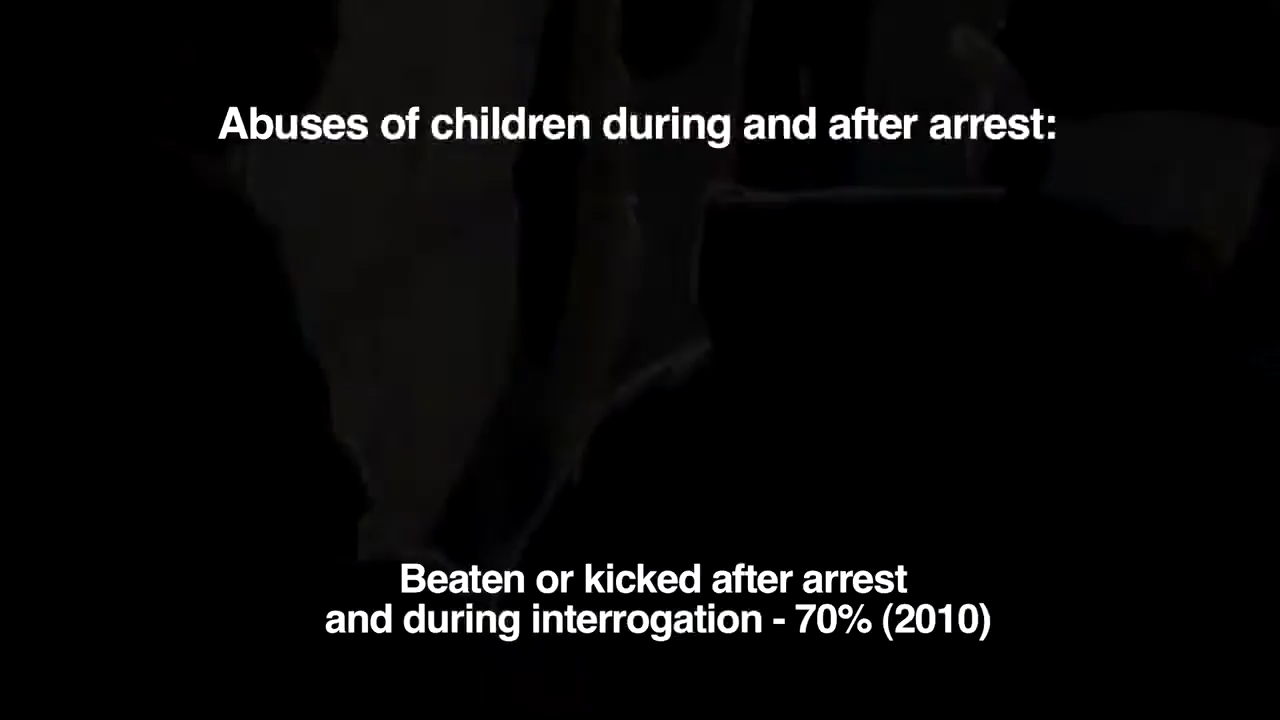 Abuses of children during and after arrest:
Beaten or kicked after arrest
and during interrogation - 70% (2010)